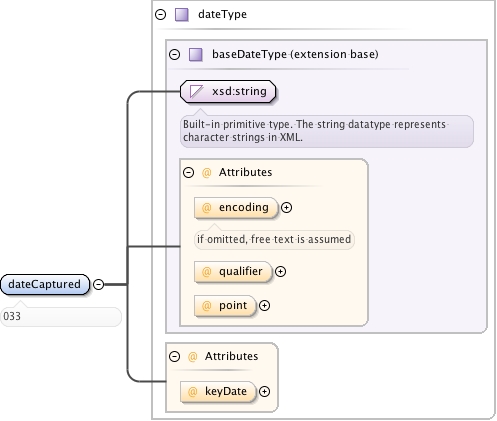 dateType
baseDateType (extension base)
xsd:string
Built-in primitive type. The string datatype represents
character strings in XML.
@ Attributes
@ encoding
if omitted, free text is assumed
@ qualifier
@ point
dateCaptured
033
@ Attributes
@ keyDate